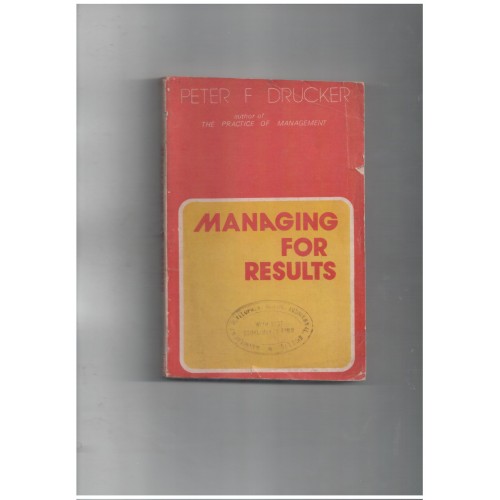 PETER F DRUCKER
author of
THE PRACTICE OF MANAGEMENT
MANAGING
FOR
RESULTS